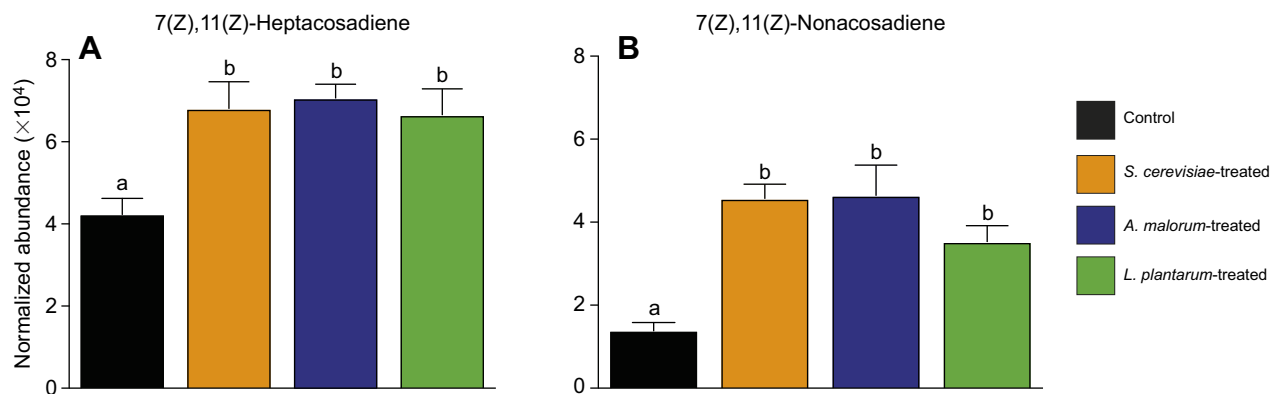 7(Z),11(Z)-Heptacosadiene
A
Normalized abundance (×10⁴)
8
6
4
2
0
a
b
b
b
7(Z),11(Z)-Nonacosadiene
B
8
6
4
2
0
a
b
b
b
Control
S. cerevisiae-treated
A. malorum-treated
L. plantarum-treated